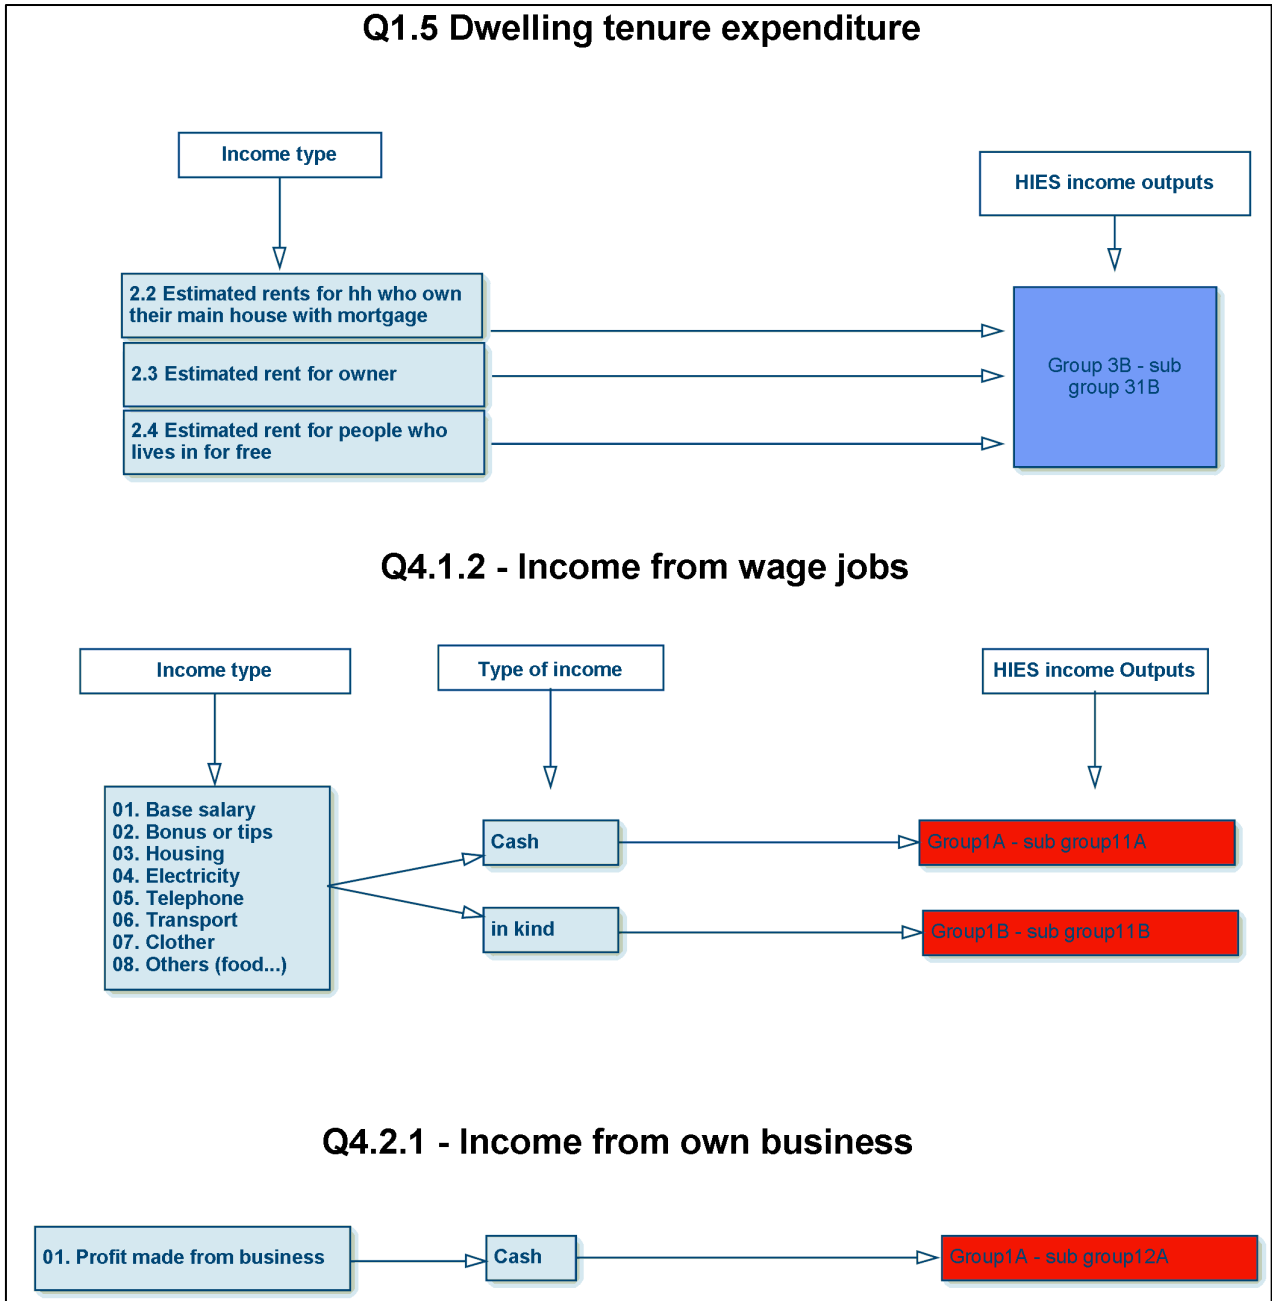 Q1.5 Dwelling tenure expenditure
Income type
HIES income outputs
2.2 Estimated rents for hh who own
their main house with mortgage
2.3 Estimated rent for owner
2.4 Estimated rent for people who
lives in for free
Group 3B - sub
group 31B
Q4.1.2 - Income from wage jobs
Income type
Type of income
HIES income Outputs
01. Base salary
02. Bonus or tips
03. Housing
04. Electricity
05. Telephone
06. Transport
07. Clother
08. Others (food...)
Cash
Group1A - sub group11A
in kind
Group1B - sub group11B
Q4.2.1 - Income from own business
01. Profit made from business
Cash
Group1A - sub group12A